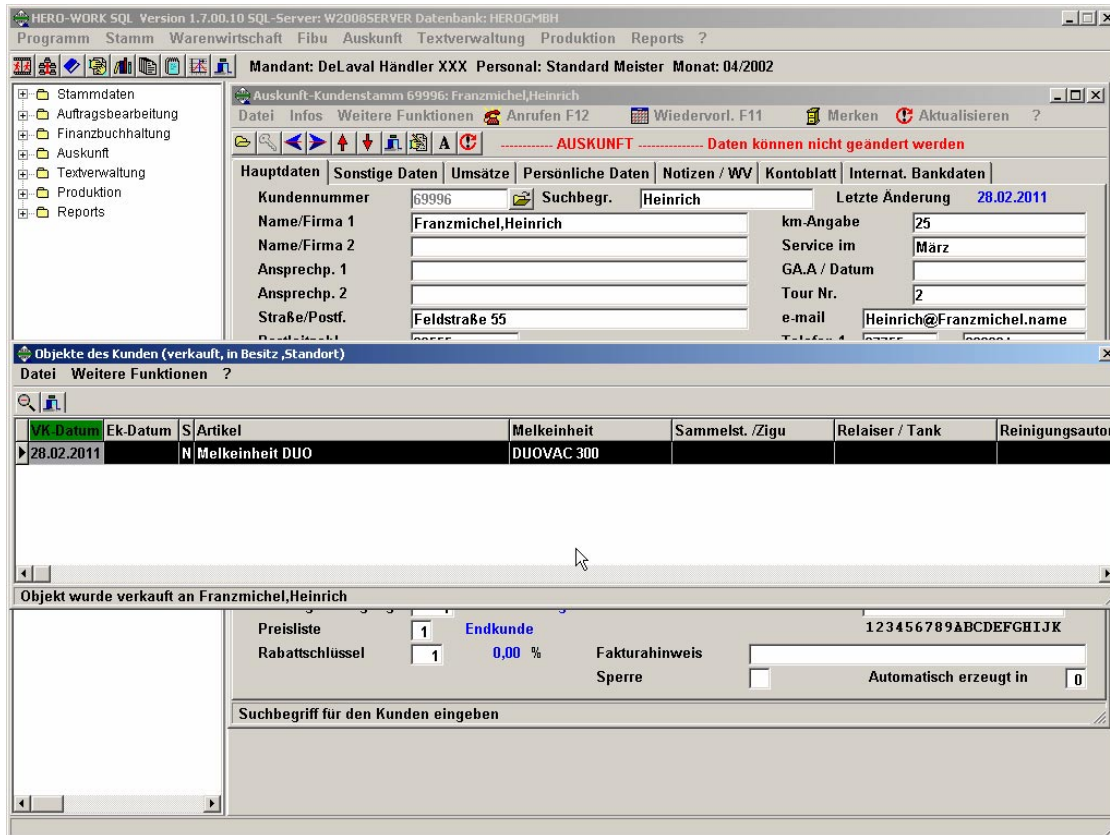 HERO-WORK SQL Version 1.7.00.10 SQL-Server: W2008SERVER Datenbank: HEROGMBH
Programm Stamm Warenwirtschaft Fibu Auskunft Textverwaltung Produktion Reports ?
Mandant: DeLaval Händler XXX Personal: Standard Meister Monat: 04/2002
Stammdaten
Auftragsbearbeitung
Finanzbuchhaltung
Auskunft
Textverwaltung
Produktion
Reports
Auskunft-Kundenstamm 69996: Franzmichel,Heinrich
Datei Infos Weitere Funktionen Anrufen F12 Wiedervorl. F11 Merken Aktualisieren ?
A ------------ AUSKUNFT --------------- Daten können nicht geändert werden
Hauptdaten Sonstige Daten Umsätze Persönliche Daten Notizen / WV Kontoblatt Internat. Bankdaten
Kundennummer 69996 Suchbegr. Heinrich Letzte Änderung 28.02.2011
Name/Firma 1 Franzmichel,Heinrich km-Angabe 25
Name/Firma 2 Service im März
Ansprechp. 1 GA.A / Datum
Ansprechp. 2 Tour Nr. 2
Straße/Postf. Feldstraße 55 e-mail Heinrich@Franzmichel.name
Objekte des Kunden (verkauft, in Besitz ,Standort)
Datei Weitere Funktionen ?
VK-Datum Ek-Datum S Artikel Melkeinheit Sammelst. /Zigu Relaiser / Tank Reinigungsautor
28.02.2011 N Melkeinheit DUO DUOVAC 300
Objekt wurde verkauft an Franzmichel,Heinrich
Preisliste 1 Endkunde 123456789ABCDEFGHIJK
Rabattschlüssel 1 0,00 % Fakturahinweis
Sperre Automatisch erzeugt in 0
Suchbegriff für den Kunden eingeben